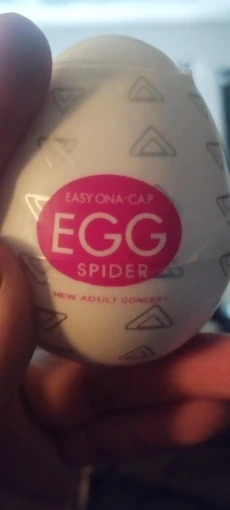 EASY ONA-CAP
EGG
SPIDER
NEW ADULT CONCEPT